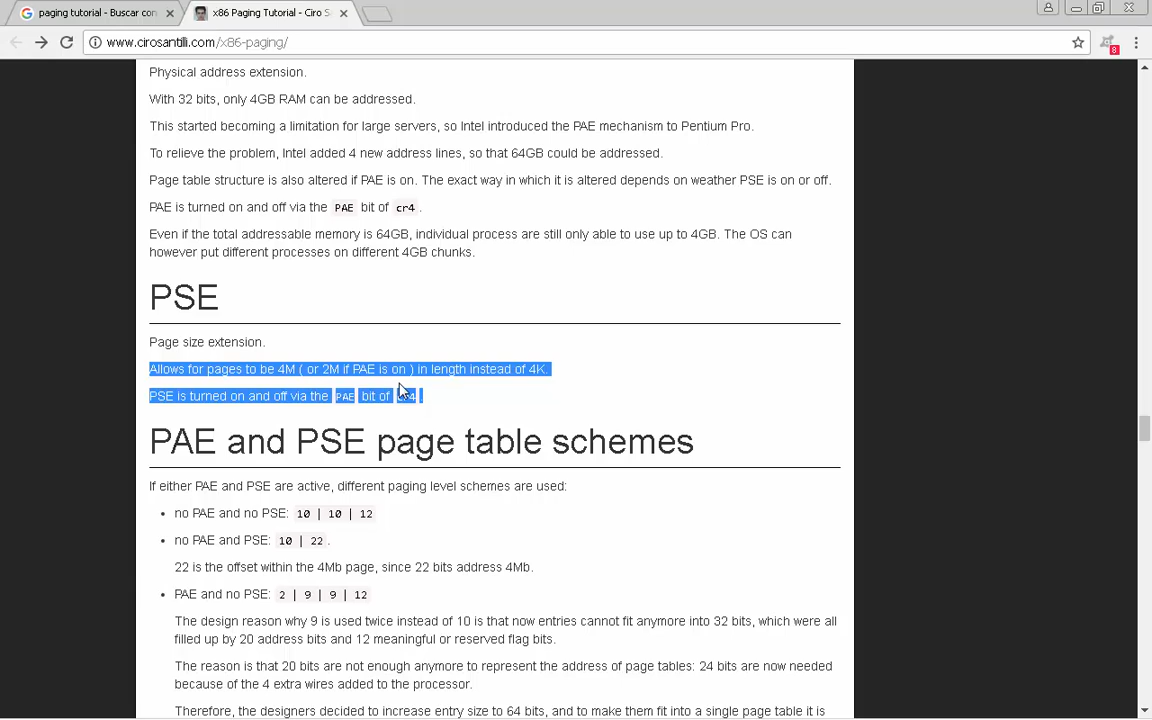 paging tutorial - Buscar con
x86 Paging Tutorial - Ciro S
www.cirosantilli.com/x86-paging/
8
Physical address extension.
With 32 bits, only 4GB RAM can be addressed.
This started becoming a limitation for large servers, so Intel introduced the PAE mechanism to Pentium Pro.
To relieve the problem, Intel added 4 new address lines, so that 64GB could be addressed.
Page table structure is also altered if PAE is on. The exact way in which it is altered depends on weather PSE is on or off.
PAE is turned on and off via the PAE bit of cr4 .
Even if the total addressable memory is 64GB, individual process are still only able to use up to 4GB. The OS can
however put different processes on different 4GB chunks.
PSE
Page size extension.
Allows for pages to be 4M ( or 2M if PAE is on ) in length instead of 4K.
PSE is turned on and off via the PAE bit of cr4 .
PAE and PSE page table schemes
If either PAE and PSE are active, different paging level schemes are used:
• no PAE and no PSE: 10 | 10 | 12
• no PAE and PSE: 10 | 22 .
22 is the offset within the 4Mb page, since 22 bits address 4Mb.
• PAE and no PSE: 2 | 9 | 9 | 12
The design reason why 9 is used twice instead of 10 is that now entries cannot fit anymore into 32 bits, which were all
filled up by 20 address bits and 12 meaningful or reserved flag bits.
The reason is that 20 bits are not enough anymore to represent the address of page tables: 24 bits are now needed
because of the 4 extra wires added to the processor.
Therefore, the designers decided to increase entry size to 64 bits, and to make them fit into a single page table it is